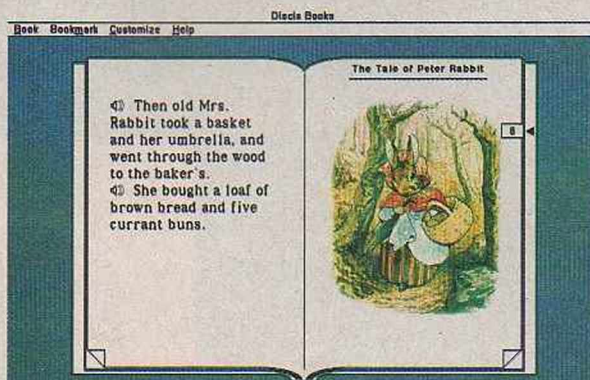 Discis Books
Book Bookmark Customize Help
Then old Mrs.
Rabbit took a basket
and her umbrella, and
went through the wood
to the baker's.
She bought a loaf of
brown bread and five
currant buns.
The Tale of Peter Rabbit
6